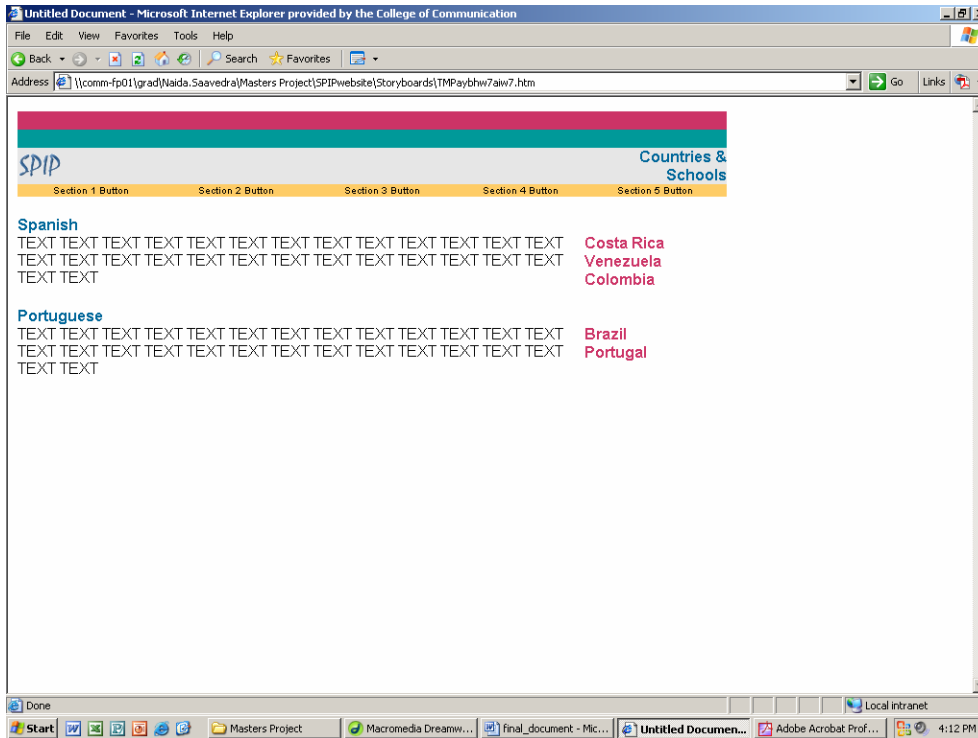 Untitled Document - Microsoft Internet Explorer provided by the College of Communication
File Edit View Favorites Tools Help
Back Search Favorites
Address \\comm-fp01\grad\Naida.Saavedra\Masters Project\SPIPwebsite\Storyboards\TMPaybhw7aiw7.htm Go Links
SPIP
Countries &
Schools
Section 1 Button Section 2 Button Section 3 Button Section 4 Button Section 5 Button
Spanish
TEXT TEXT TEXT TEXT TEXT TEXT TEXT TEXT TEXT TEXT TEXT TEXT TEXT Costa Rica
TEXT TEXT TEXT TEXT TEXT TEXT TEXT TEXT TEXT TEXT TEXT TEXT TEXT Venezuela
TEXT TEXT Colombia
Portuguese
TEXT TEXT TEXT TEXT TEXT TEXT TEXT TEXT TEXT TEXT TEXT TEXT TEXT Brazil
TEXT TEXT TEXT TEXT TEXT TEXT TEXT TEXT TEXT TEXT TEXT TEXT TEXT Portugal
TEXT TEXT
Done Local intranet
Start Masters Project Macromedia Dreamw... final_document - Mic... Untitled Documen... Adobe Acrobat Prof... 4:12 PM